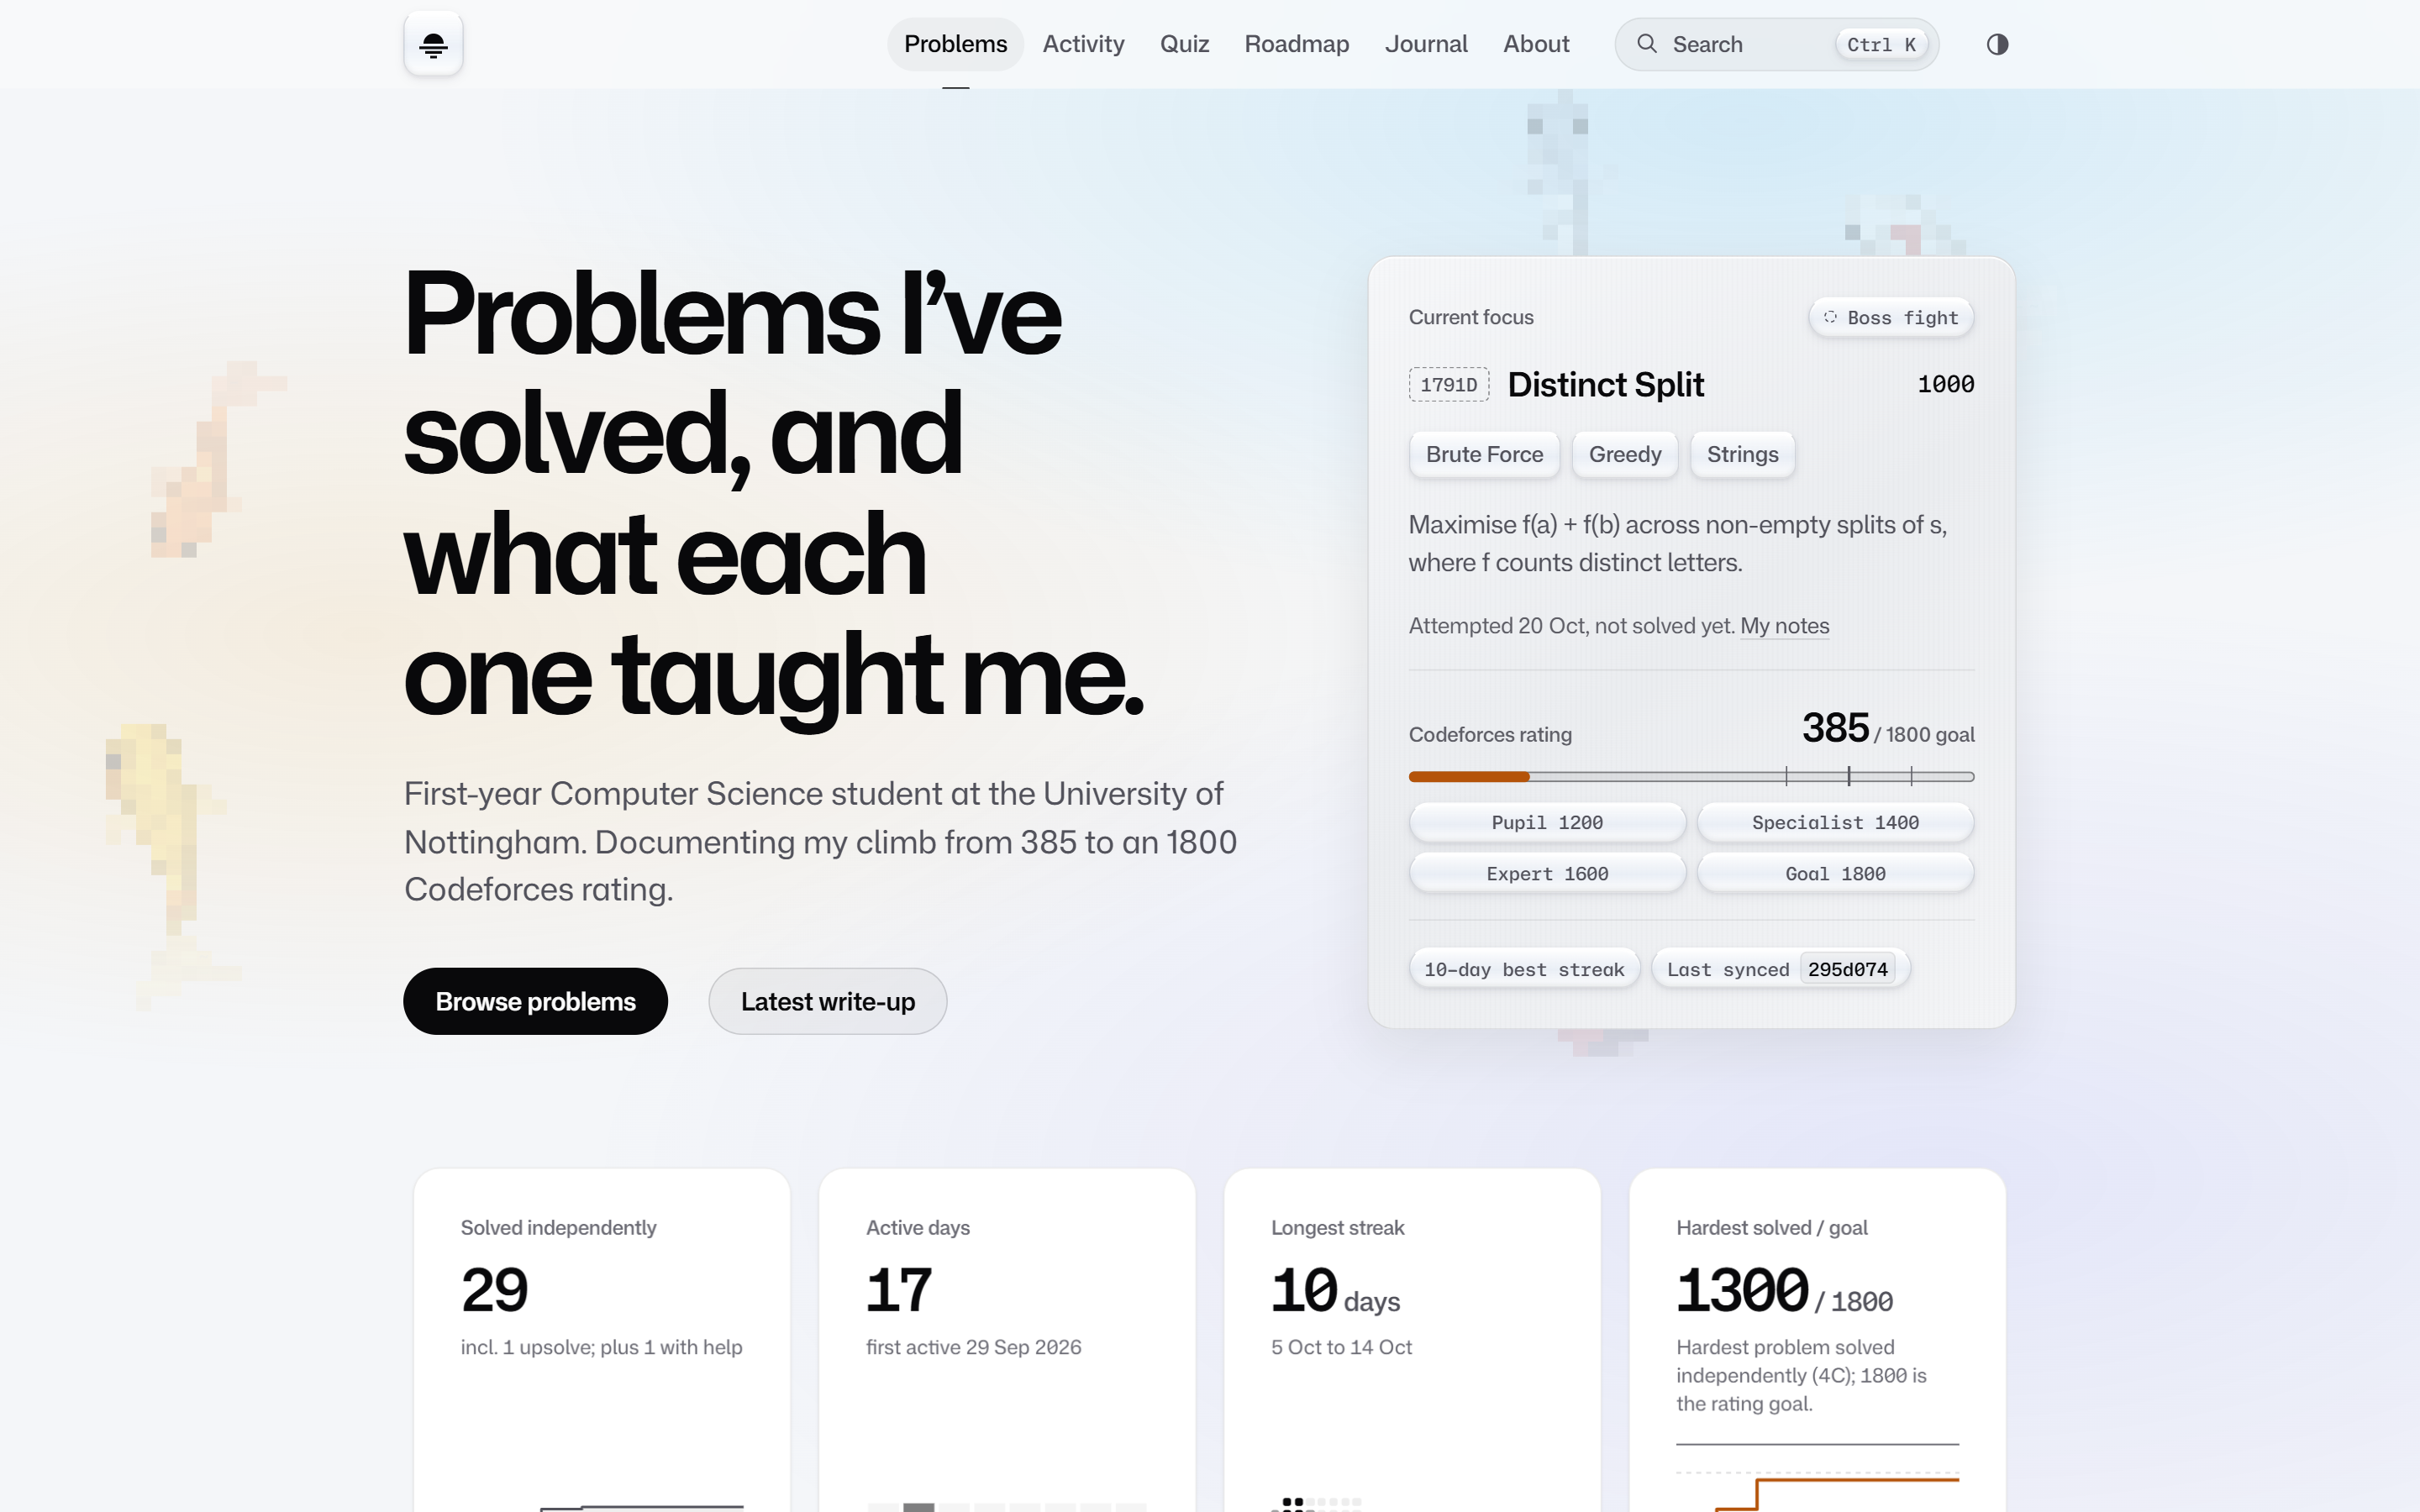 Problems
Activity
Quiz
Roadmap
Journal
About
Search
Ctrl K
Problems I’ve
solved, and
what each
one taught me.
First-year Computer Science student at the University of
Nottingham. Documenting my climb from 385 to an 1800
Codeforces rating.
Browse problems
Latest write-up
Current focus
Boss fight
1791D
Distinct Split
1000
Brute Force
Greedy
Strings
Maximise f(a) + f(b) across non-empty splits of s,
where f counts distinct letters.
Attempted 20 Oct, not solved yet. My notes
Codeforces rating
385 / 1800 goal
Pupil 1200
Specialist 1400
Expert 1600
Goal 1800
10-day best streak
Last synced 295d074
Solved independently
29
incl. 1 upsolve; plus 1 with help
Active days
17
first active 29 Sep 2026
Longest streak
10 days
5 Oct to 14 Oct
Hardest solved / goal
1300 / 1800
Hardest problem solved
independently (4C); 1800 is
the rating goal.